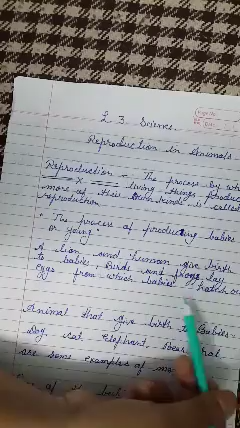 L 3. Science.
Reproduction in Animals
Reproduction - The process by which
living things produce
more of their own kind is called
reproduction
The process of producing babies
or young
A lion and human give birth
to babies. Birds and frogs lay
eggs from which babies hatch
Animal that give birth to Babies-
Dog, cat, elephant, Bear,
are some examples of